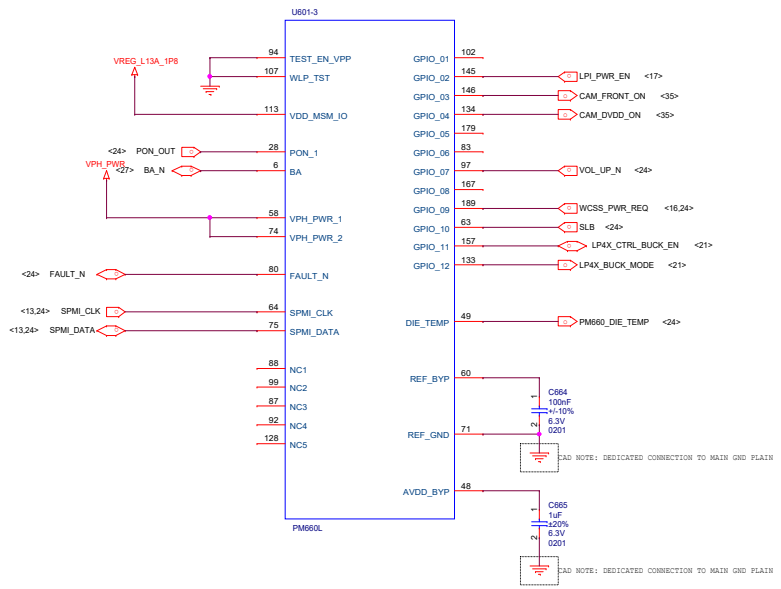 U601-3
94 TEST_EN_VPP
107 WLP_TST
VREG_L13A_1P8
113 VDD_MSM_IO
<24> PON_OUT 28 PON_1
VPH_PWR
<27> BA_N 6 BA
58 VPH_PWR_1
74 VPH_PWR_2
<24> FAULT_N 80 FAULT_N
<13,24> SPMI_CLK 64 SPMI_CLK
<13,24> SPMI_DATA 75 SPMI_DATA
88 NC1
99 NC2
87 NC3
92 NC4
128 NC5
GPIO_01 102
GPIO_02 145 LPI_PWR_EN <17>
GPIO_03 146 CAM_FRONT_ON <35>
GPIO_04 134 CAM_DVDD_ON <35>
GPIO_05 179
GPIO_06 83
GPIO_07 97 VOL_UP_N <24>
GPIO_08 167
GPIO_09 189 WCSS_PWR_REQ <16,24>
GPIO_10 63 SLB <24>
GPIO_11 157 LP4X_CTRL_BUCK_EN <21>
GPIO_12 133 LP4X_BUCK_MODE <21>
DIE_TEMP 49 PM660_DIE_TEMP <24>
REF_BYP 60
1
C664
100nF
+/-10%
2
6.3V
0201
REF_GND 71
CAD NOTE: DEDICATED CONNECTION TO MAIN GND PLAIN
AVDD_BYP 48
1
C665
1uF
±20%
2
6.3V
0201
CAD NOTE: DEDICATED CONNECTION TO MAIN GND PLAIN
PM660L